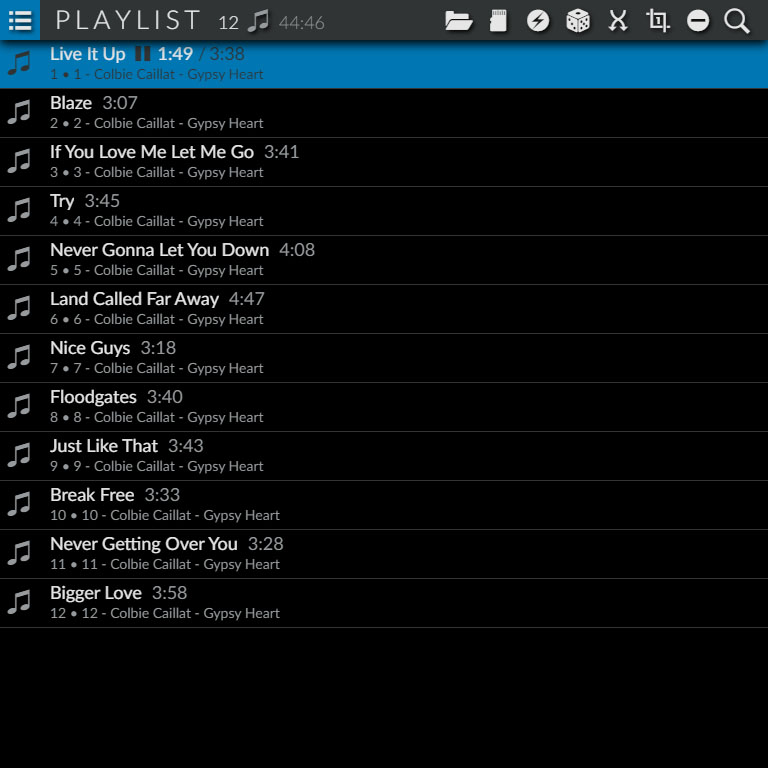 PLAYLIST 12 44:46
Live It Up 1:49 / 3:38
1 • 1 - Colbie Caillat - Gypsy Heart
Blaze 3:07
2 • 2 - Colbie Caillat - Gypsy Heart
If You Love Me Let Me Go 3:41
3 • 3 - Colbie Caillat - Gypsy Heart
Try 3:45
4 • 4 - Colbie Caillat - Gypsy Heart
Never Gonna Let You Down 4:08
5 • 5 - Colbie Caillat - Gypsy Heart
Land Called Far Away 4:47
6 • 6 - Colbie Caillat - Gypsy Heart
Nice Guys 3:18
7 • 7 - Colbie Caillat - Gypsy Heart
Floodgates 3:40
8 • 8 - Colbie Caillat - Gypsy Heart
Just Like That 3:43
9 • 9 - Colbie Caillat - Gypsy Heart
Break Free 3:33
10 • 10 - Colbie Caillat - Gypsy Heart
Never Getting Over You 3:28
11 • 11 - Colbie Caillat - Gypsy Heart
Bigger Love 3:58
12 • 12 - Colbie Caillat - Gypsy Heart